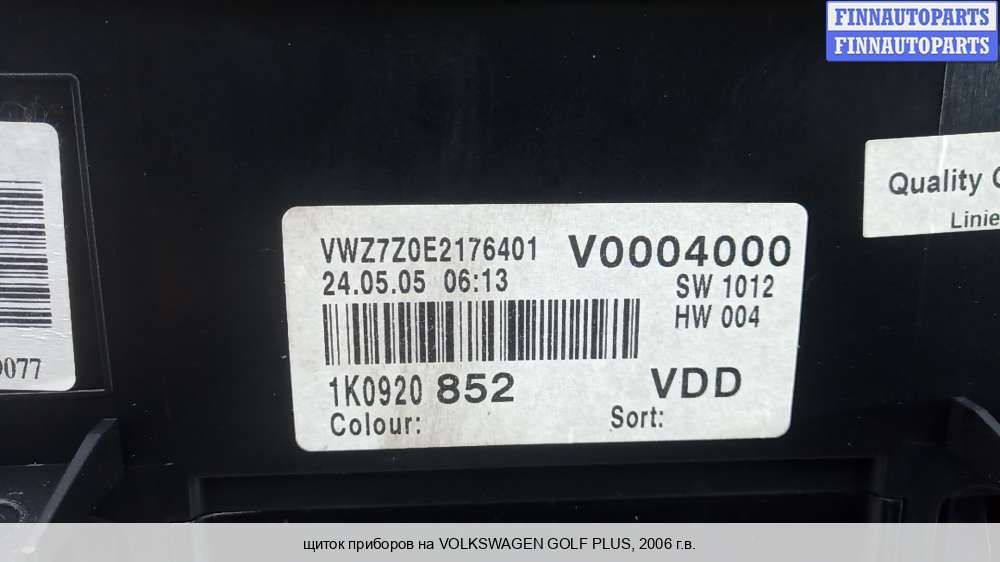 FINNAUTOPARTS
FINNAUTOPARTS
Quality
Linie
VWZ7Z0E2176401 V0004000
24.05.05 06:13 SW 1012
HW 004
1K0920 852 VDD
Colour: Sort:
щиток приборов на VOLKSWAGEN GOLF PLUS, 2006 г.в.